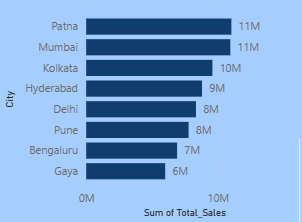 Patna 11M
Mumbai 11M
Kolkata 10M
Hyderabad 9M
Delhi 8M
Pune 8M
Bengaluru 7M
Gaya 6M
City
0M 10M
Sum of Total_Sales